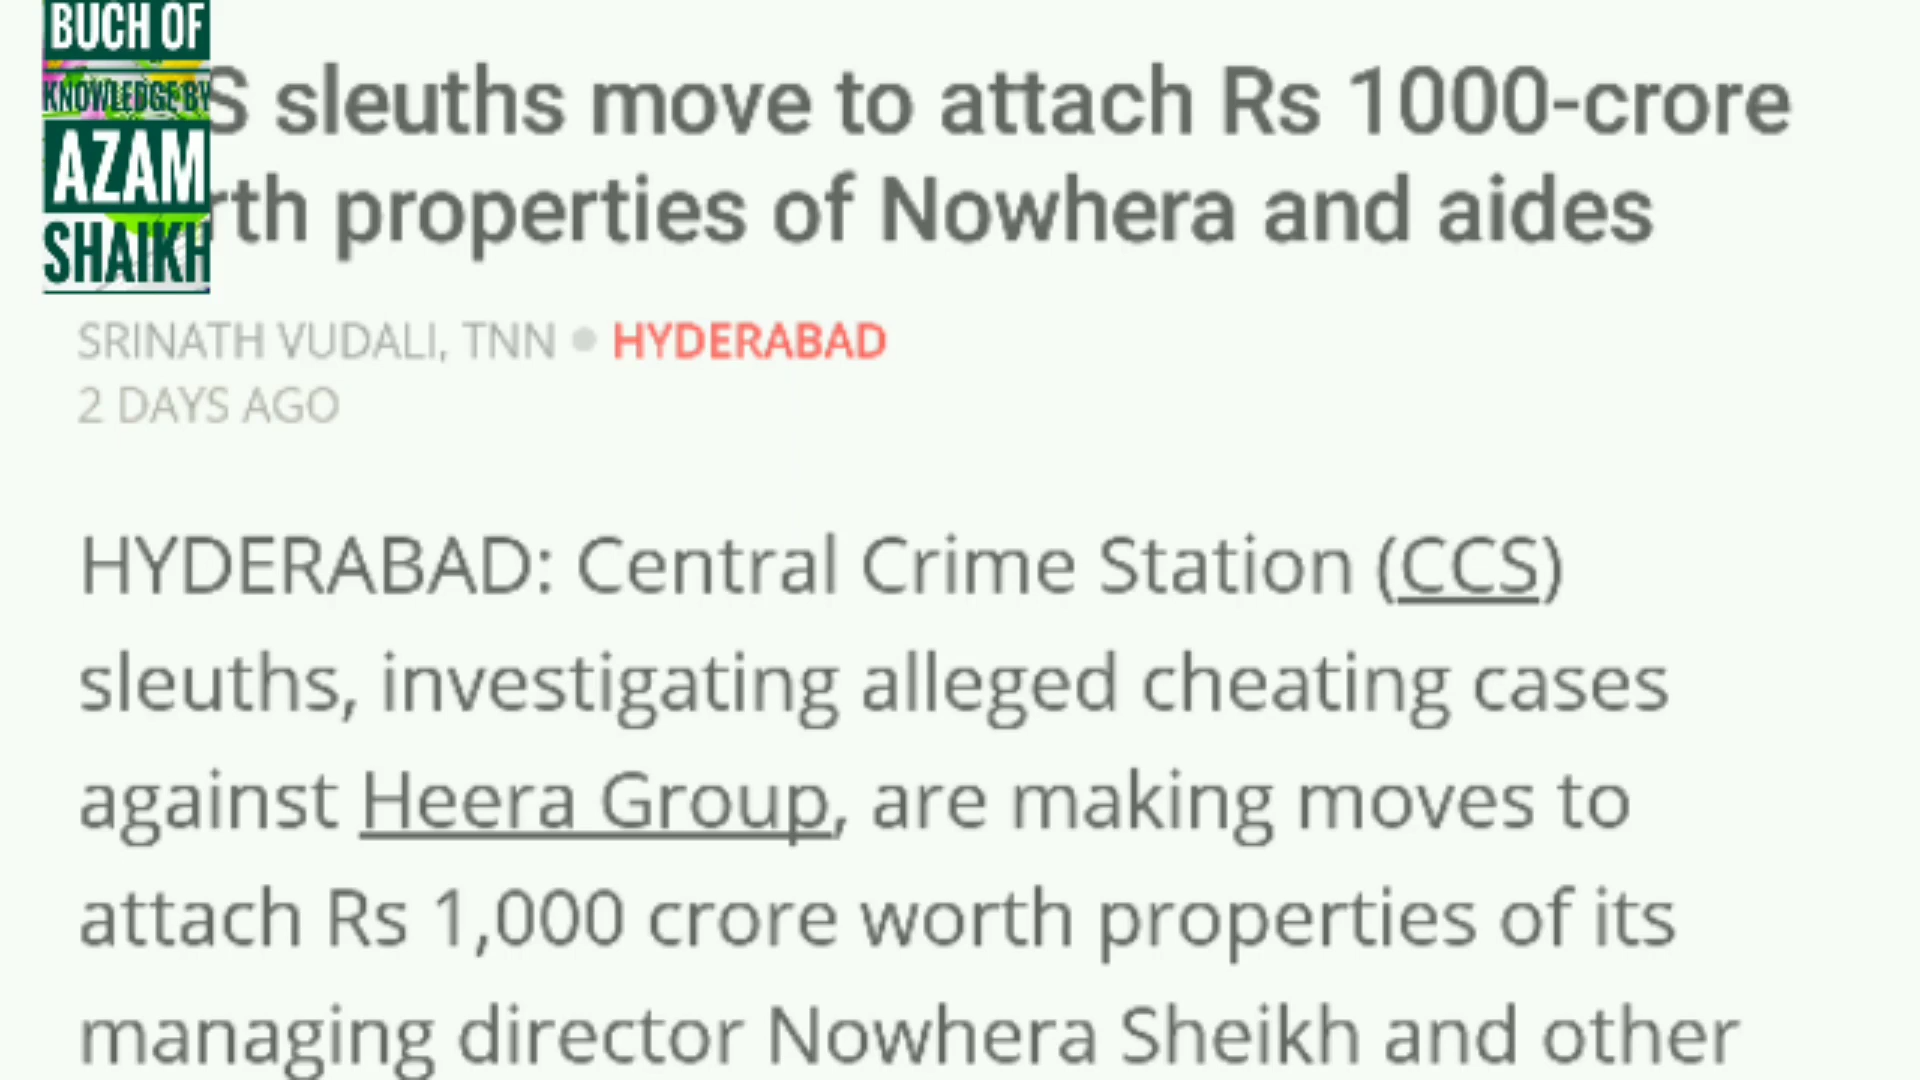 BUCH OF
KNOWLEDGE BY
AZAM
SHAIKH
S sleuths move to attach Rs 1000-crore
rth properties of Nowhera and aides
SRINATH VUDALI, TNN • HYDERABAD
2 DAYS AGO
HYDERABAD: Central Crime Station (CCS)
sleuths, investigating alleged cheating cases
against Heera Group, are making moves to
attach Rs 1,000 crore worth properties of its
managing director Nowhera Sheikh and other